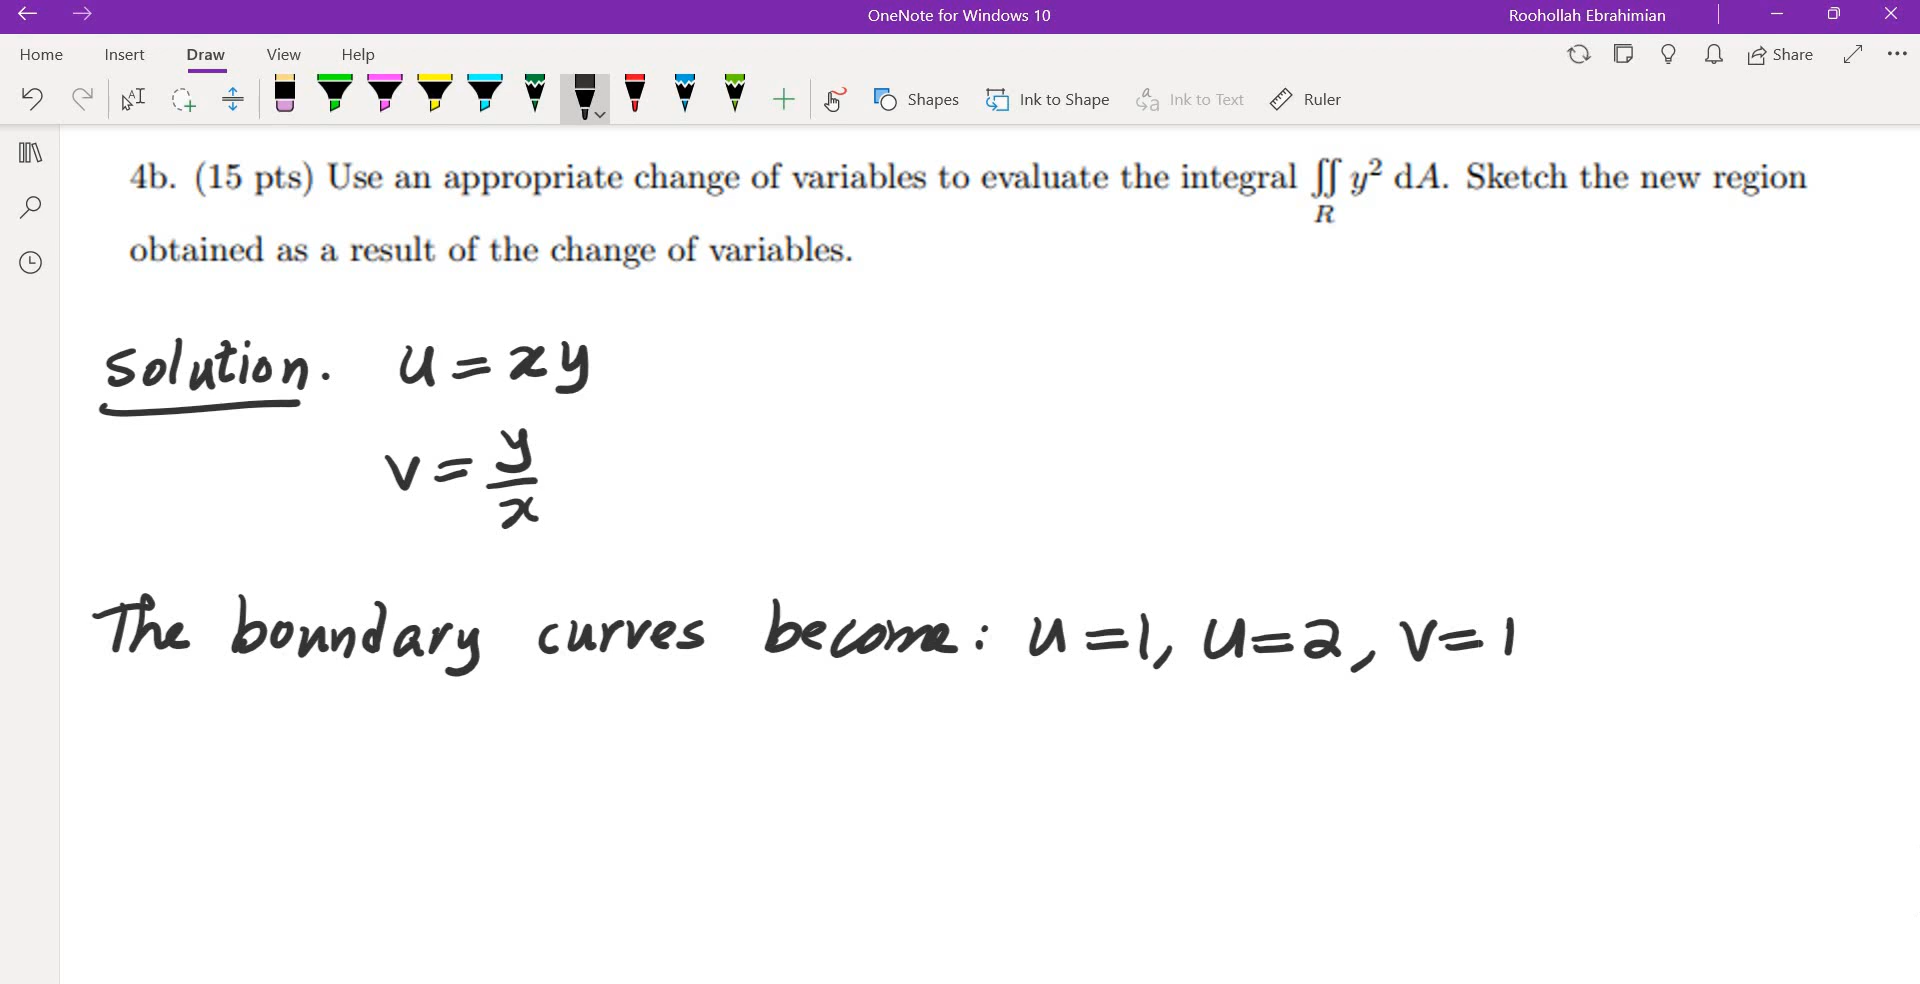 OneNote for Windows 10
Roohollah Ebrahimian
Home Insert Draw View Help
Share
Shapes Ink to Shape Ink to Text Ruler
4b. (15 pts) Use an appropriate change of variables to evaluate the integral ∬_R y² dA. Sketch the new region
obtained as a result of the change of variables.
Solution. u = xy
v = y/x
The boundary curves become: u = 1, u = 2, v = 1